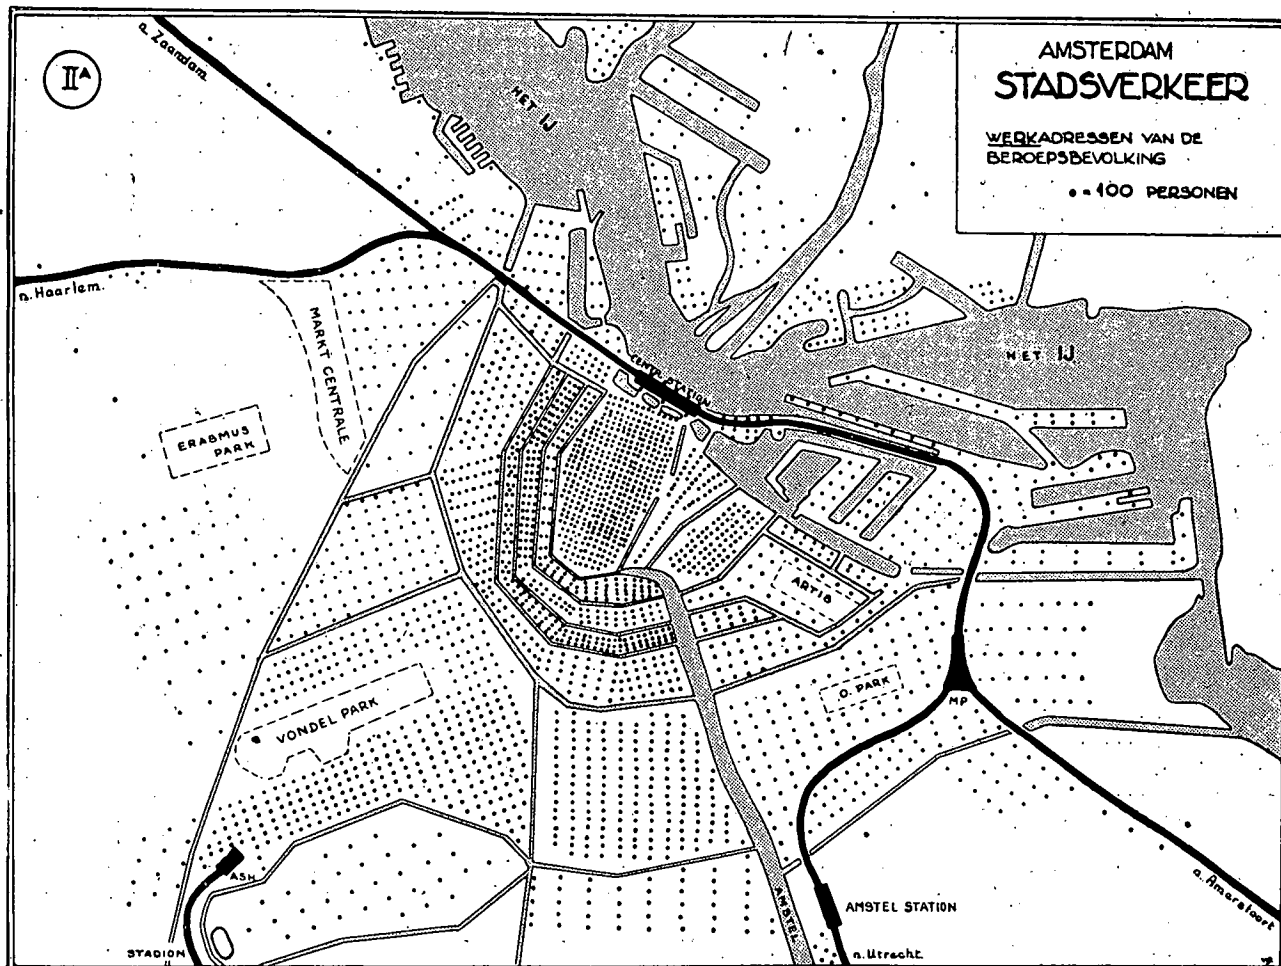 IIᴬ
AMSTERDAM
STADSVERKEER
WERKADRESSEN VAN DE
BEROEPSBEVOLKING
• = 100 PERSONEN
n. Zaandam.
HET IJ
n. Haarlem.
MARKT CENTRALE
CENTR. STATION
HET IJ
ERASMUS
PARK
ARTIS
VONDEL PARK
O. PARK
MP
ASH
AMSTEL
AMSTEL STATION
n. Amersfoort
STADION
n. Utrecht